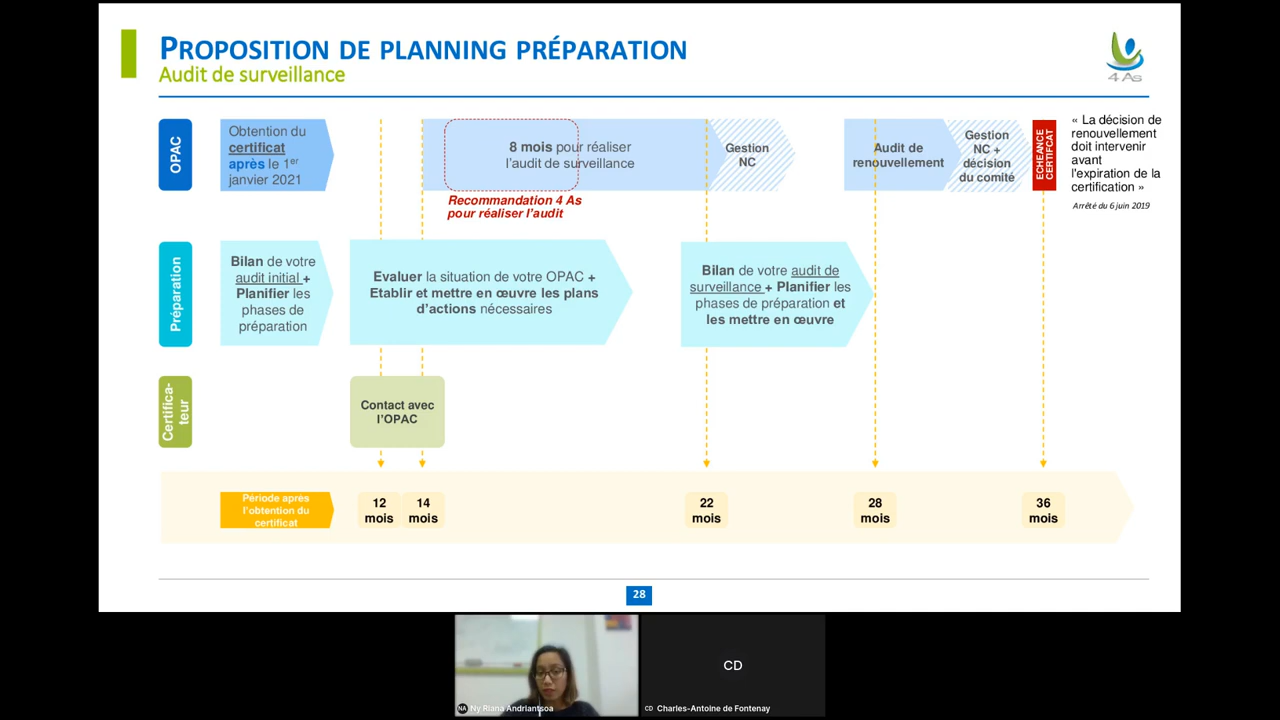 PROPOSITION DE PLANNING PRÉPARATION
Audit de surveillance
4 As
OPAC
Obtention du
certificat
après le 1er
janvier 2021
8 mois pour réaliser
l'audit de surveillance
Recommandation 4 As
pour réaliser l'audit
Gestion
NC
Audit de
renouvellement
Gestion
NC +
décision
du comité
ECHEANCE
CERTIFCAT
« La décision de
renouvellement
doit intervenir
avant
l'expiration de la
certification »
Arrêté du 6 juin 2019
Préparation
Bilan de votre
audit initial +
Planifier les
phases de
préparation
Evaluer la situation de votre OPAC +
Etablir et mettre en œuvre les plans
d'actions nécessaires
Bilan de votre audit de
surveillance + Planifier les
phases de préparation et
les mettre en œuvre
Certifica-
teur
Contact avec
l'OPAC
Période après
l'obtention du
certificat
12
mois
14
mois
22
mois
28
mois
36
mois
28
CD
NA Ny Riana Andriantsoa
CD Charles-Antoine de Fontenay